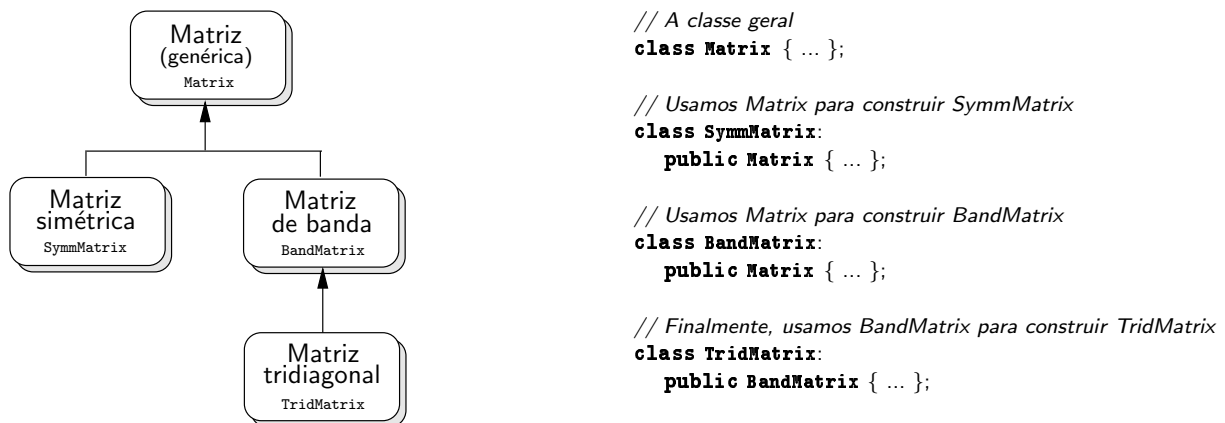 Matriz
(genérica)
Matrix
Matriz
simétrica
SymmMatrix
Matriz
de banda
BandMatrix
Matriz
tridiagonal
TridMatrix
// A classe geral
class Matrix { ... };
// Usamos Matrix para construir SymmMatrix
class SymmMatrix:
public Matrix { ... };
// Usamos Matrix para construir BandMatrix
class BandMatrix:
public Matrix { ... };
// Finalmente, usamos BandMatrix para construir TridMatrix
class TridMatrix:
public BandMatrix { ... };